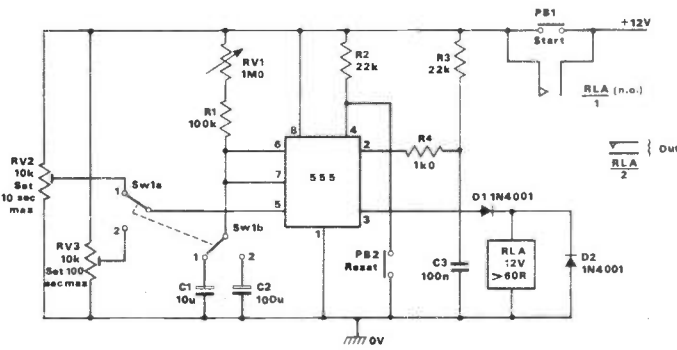 PB1
Start
+12V
RV1
1M0
R2
22k
R3
22k
RLA (n.o.)
1
R1
100k
8
4
6
2
R4
1k0
7
555
5
3
1
RV2
10k
Set
10 sec
max
Sw1a
1
2
D1 1N4001
RLA
2
Out
Sw1b
1
2
RV3
10k
Set 100
sec max
PB2
Reset
C3
100n
RLA
12V
>60R
D2
1N4001
C1
10u
C2
100u
0V